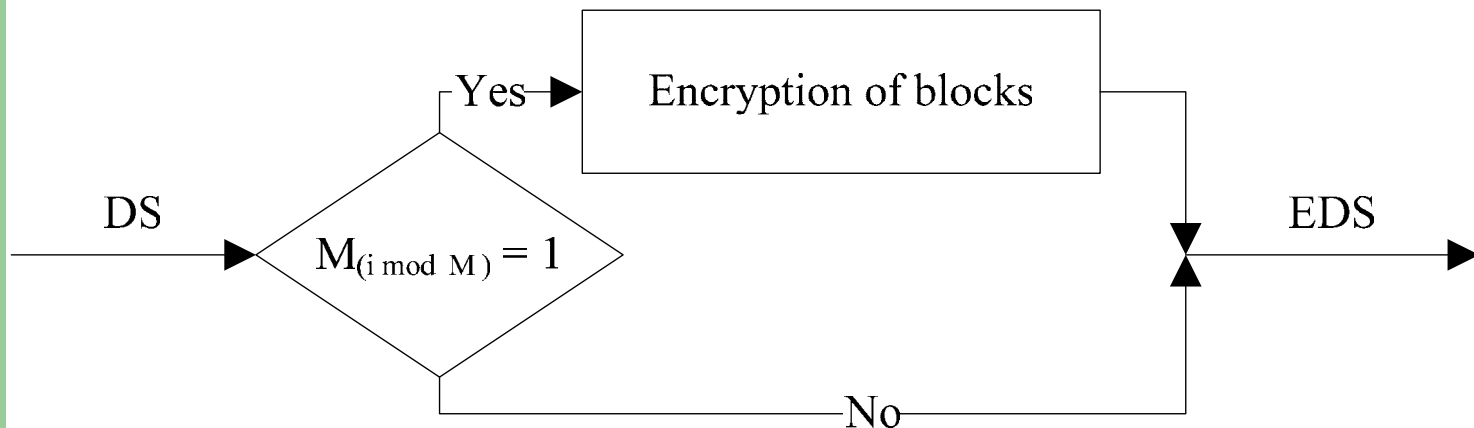 Yes
Encryption of blocks
DS
M(i mod M) = 1
EDS
No